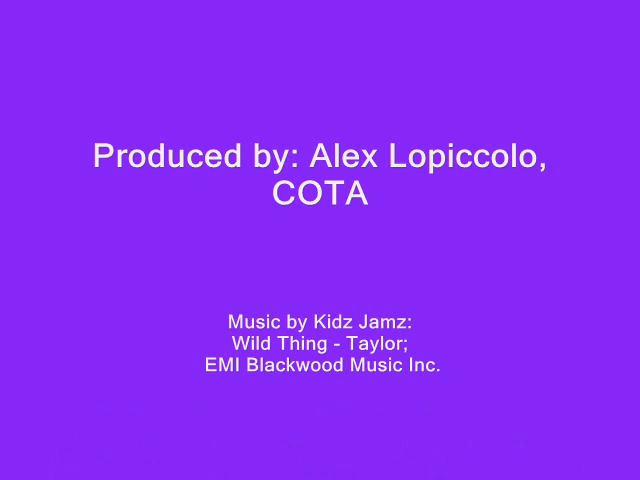 Produced by: Alex Lopiccolo,
COTA
Music by Kidz Jamz:
Wild Thing - Taylor;
EMI Blackwood Music Inc.